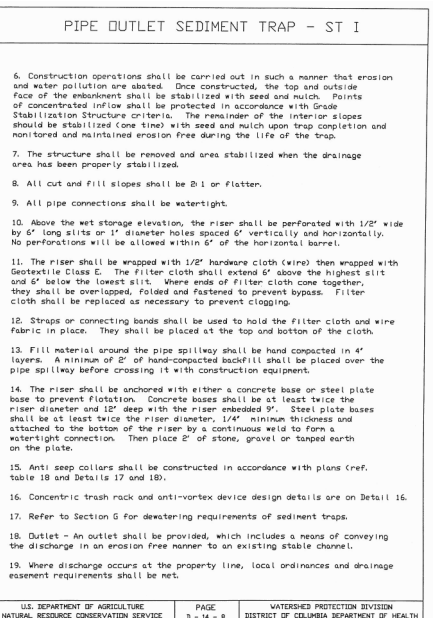 PIPE OUTLET SEDIMENT TRAP - ST I
6. Construction operations shall be carried out in such a manner that erosion
and water pollution are abated. Once constructed, the top and outside
face of the embankment shall be stabilized with seed and mulch. Points
of concentrated inflow shall be protected in accordance with Grade
Stabilization Structure criteria. The remainder of the interior slopes
should be stabilized (one time) with seed and mulch upon trap completion and
monitored and maintained erosion free during the life of the trap.
7. The structure shall be removed and area stabilized when the drainage
area has been properly stabilized.
8. All cut and fill slopes shall be 2:1 or flatter.
9. All pipe connections shall be watertight.
10. Above the wet storage elevation, the riser shall be perforated with 1/2" wide
by 6" long slits or 1" diameter holes spaced 6" vertically and horizontally.
No perforations will be allowed within 6" of the horizontal barrel.
11. The riser shall be wrapped with 1/2" hardware cloth (wire) then wrapped with
Geotextile Class E. The filter cloth shall extend 6" above the highest slit
and 6" below the lowest slit. Where ends of filter cloth come together,
they shall be overlapped, folded and fastened to prevent bypass. Filter
cloth shall be replaced as necessary to prevent clogging.
12. Straps or connecting bands shall be used to hold the filter cloth and wire
fabric in place. They shall be placed at the top and bottom of the cloth.
13. Fill material around the pipe spillway shall be hand compacted in 4"
layers. A minimum of 2' of hand-compacted backfill shall be placed over the
pipe spillway before crossing it with construction equipment.
14. The riser shall be anchored with either a concrete base or steel plate
base to prevent flotation. Concrete bases shall be at least twice the
riser diameter and 12" deep with the riser embedded 9". Steel plate bases
shall be at least twice the riser diameter, 1/4" minimum thickness and
attached to the bottom of the riser by a continuous weld to form a
watertight connection. Then place 2' of stone, gravel or tamped earth
on the plate.
15. Anti seep collars shall be constructed in accordance with plans (ref.
table 18 and Details 17 and 18).
16. Concentric trash rack and anti-vortex device design details are on Detail 16.
17. Refer to Section G for dewatering requirements of sediment traps.
18. Outlet - An outlet shall be provided, which includes a means of conveying
the discharge in an erosion free manner to an existing stable channel.
19. Where discharge occurs at the property line, local ordinances and drainage
easement requirements shall be met.
U.S. DEPARTMENT OF AGRICULTURE PAGE WATERSHED PROTECTION DIVISION
NATURAL RESOURCE CONSERVATION SERVICE D - 14 - 8 DISTRICT OF COLUMBIA DEPARTMENT OF HEALTH